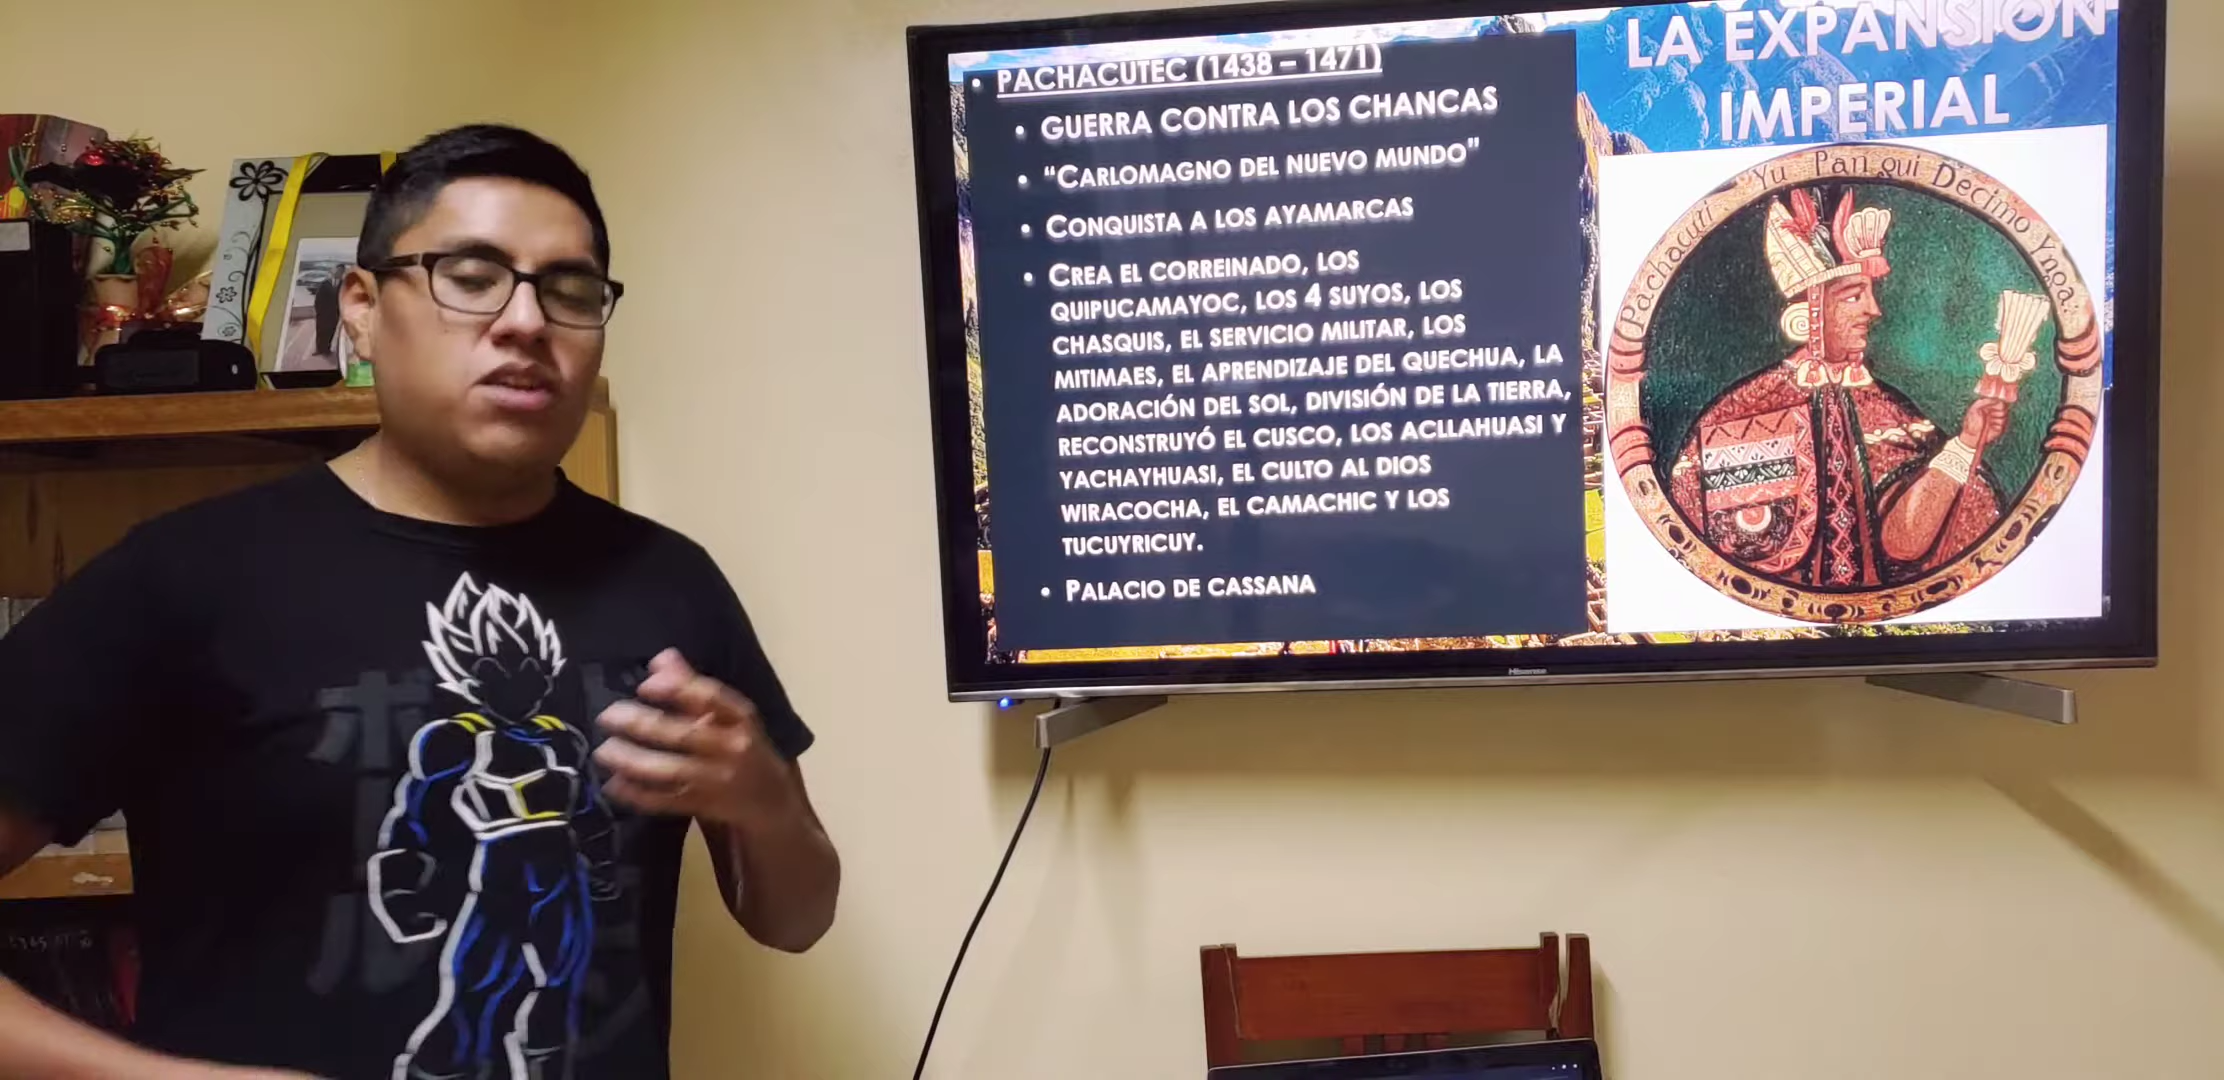 LA EXPANSIÓN
IMPERIAL
• PACHACUTEC (1438 – 1471)
• GUERRA CONTRA LOS CHANCAS
• “CARLOMAGNO DEL NUEVO MUNDO”
• CONQUISTA A LOS AYAMARCAS
• CREA EL CORREINADO, LOS
QUIPUCAMAYOC, LOS 4 SUYOS, LOS
CHASQUIS, EL SERVICIO MILITAR, LOS
MITIMAES, EL APRENDIZAJE DEL QUECHUA, LA
ADORACIÓN DEL SOL, DIVISIÓN DE LA TIERRA,
RECONSTRUYÓ EL CUSCO, LOS ACLLAHUASI Y
YACHAYHUASI, EL CULTO AL DIOS
WIRACOCHA, EL CAMACHIC Y LOS
TUCUYRICUY.
• PALACIO DE CASSANA
Pachacuti Yu Pan gui Decimo Ynga.
Hisense